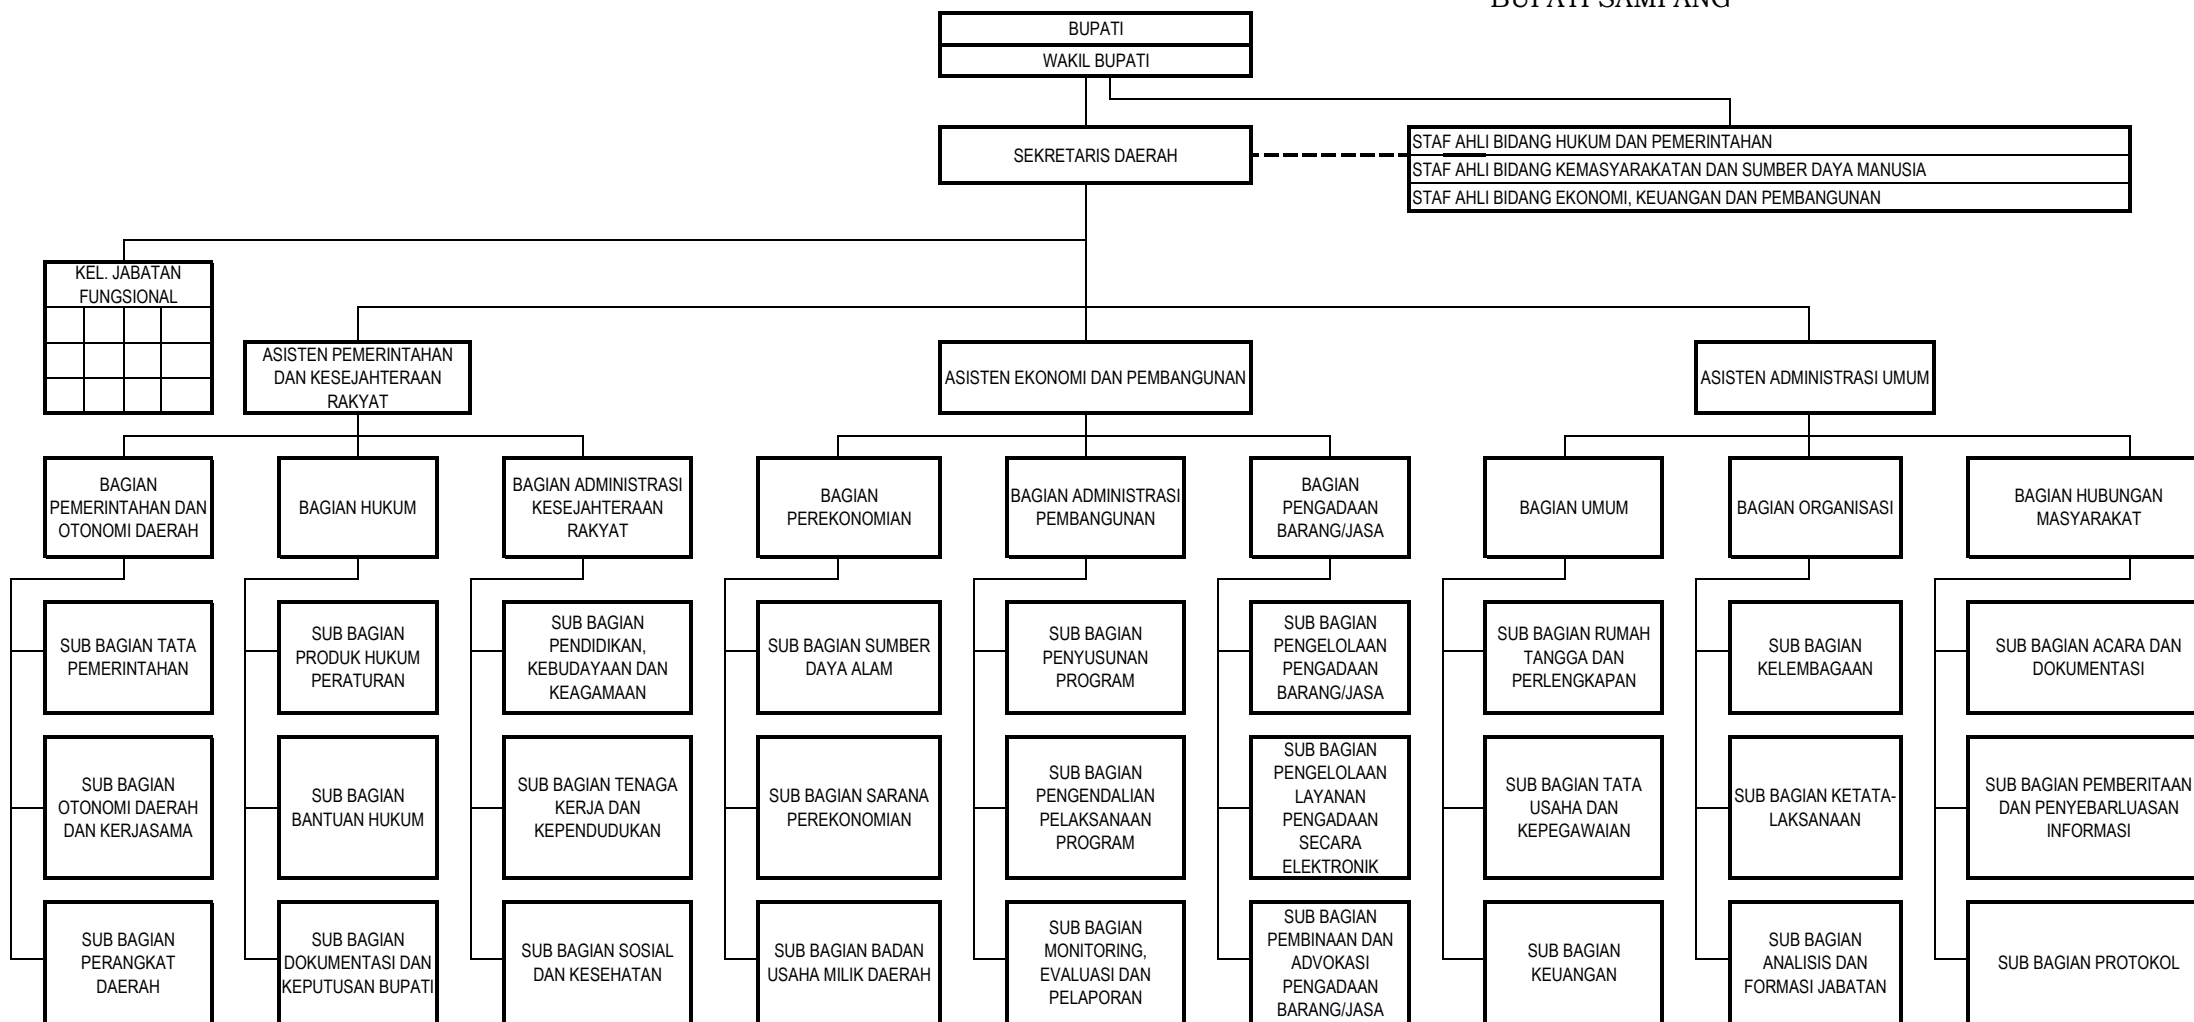 BUPATI SAMPANG
BUPATI
WAKIL BUPATI
SEKRETARIS DAERAH
STAF AHLI BIDANG HUKUM DAN PEMERINTAHAN
STAF AHLI BIDANG KEMASYARAKATAN DAN SUMBER DAYA MANUSIA
STAF AHLI BIDANG EKONOMI, KEUANGAN DAN PEMBANGUNAN
KEL. JABATAN
FUNGSIONAL
ASISTEN PEMERINTAHAN
DAN KESEJAHTERAAN
RAKYAT
ASISTEN EKONOMI DAN PEMBANGUNAN
ASISTEN ADMINISTRASI UMUM
BAGIAN
PEMERINTAHAN DAN
OTONOMI DAERAH
BAGIAN HUKUM
BAGIAN ADMINISTRASI
KESEJAHTERAAN
RAKYAT
BAGIAN
PEREKONOMIAN
BAGIAN ADMINISTRASI
PEMBANGUNAN
BAGIAN
PENGADAAN
BARANG/JASA
BAGIAN UMUM
BAGIAN ORGANISASI
BAGIAN HUBUNGAN
MASYARAKAT
SUB BAGIAN TATA
PEMERINTAHAN
SUB BAGIAN
PRODUK HUKUM
PERATURAN
SUB BAGIAN
PENDIDIKAN,
KEBUDAYAAN DAN
KEAGAMAAN
SUB BAGIAN SUMBER
DAYA ALAM
SUB BAGIAN
PENYUSUNAN
PROGRAM
SUB BAGIAN
PENGELOLAAN
PENGADAAN
BARANG/JASA
SUB BAGIAN RUMAH
TANGGA DAN
PERLENGKAPAN
SUB BAGIAN
KELEMBAGAAN
SUB BAGIAN ACARA DAN
DOKUMENTASI
SUB BAGIAN
OTONOMI DAERAH
DAN KERJASAMA
SUB BAGIAN
BANTUAN HUKUM
SUB BAGIAN TENAGA
KERJA DAN
KEPENDUDUKAN
SUB BAGIAN SARANA
PEREKONOMIAN
SUB BAGIAN
PENGENDALIAN
PELAKSANAAN
PROGRAM
SUB BAGIAN
PENGELOLAAN
LAYANAN
PENGADAAN
SECARA
ELEKTRONIK
SUB BAGIAN TATA
USAHA DAN
KEPEGAWAIAN
SUB BAGIAN KETATA-
LAKSANAAN
SUB BAGIAN PEMBERITAAN
DAN PENYEBARLUASAN
INFORMASI
SUB BAGIAN
PERANGKAT
DAERAH
SUB BAGIAN
DOKUMENTASI DAN
KEPUTUSAN BUPATI
SUB BAGIAN SOSIAL
DAN KESEHATAN
SUB BAGIAN BADAN
USAHA MILIK DAERAH
SUB BAGIAN
MONITORING,
EVALUASI DAN
PELAPORAN
SUB BAGIAN
PEMBINAAN DAN
ADVOKASI
PENGADAAN
BARANG/JASA
SUB BAGIAN
KEUANGAN
SUB BAGIAN
ANALISIS DAN
FORMASI JABATAN
SUB BAGIAN PROTOKOL